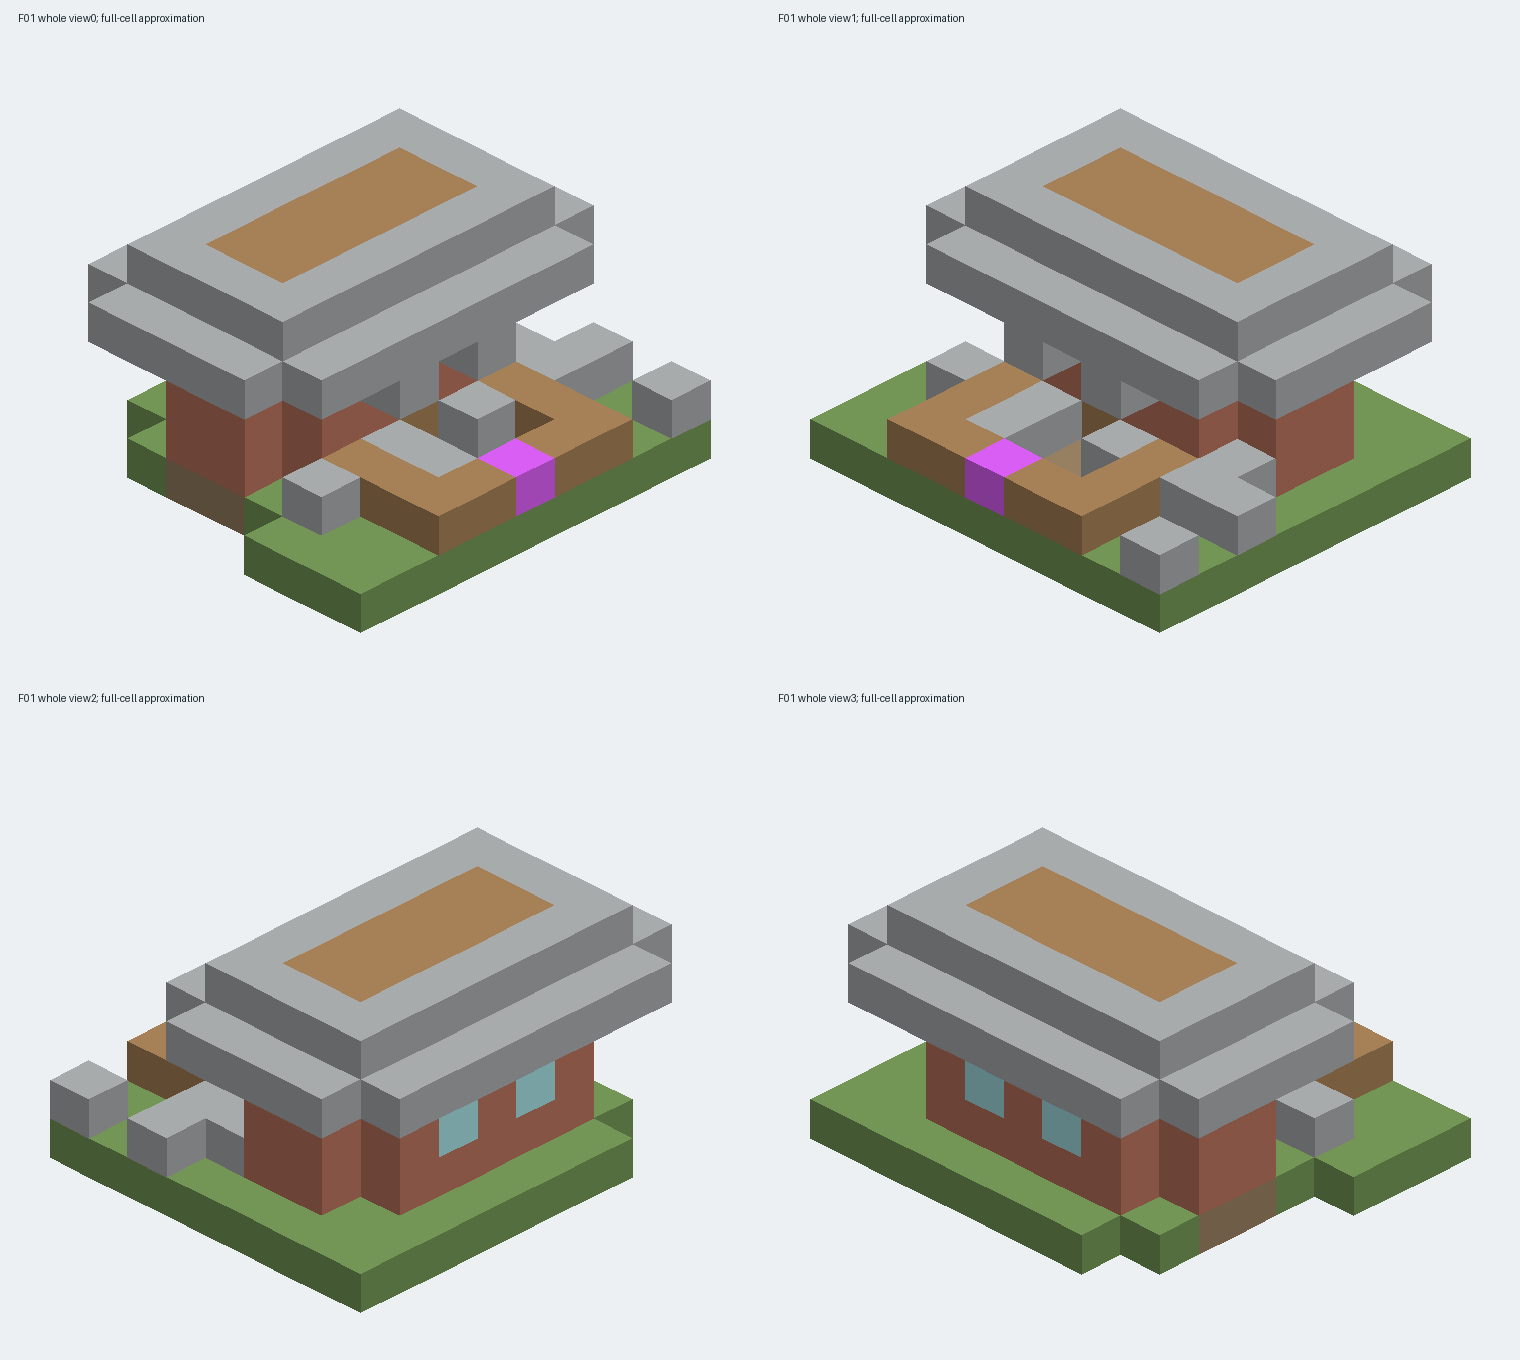 F01 whole view0; full-cell approximation
F01 whole view1; full-cell approximation
F01 whole view2; full-cell approximation
F01 whole view3; full-cell approximation